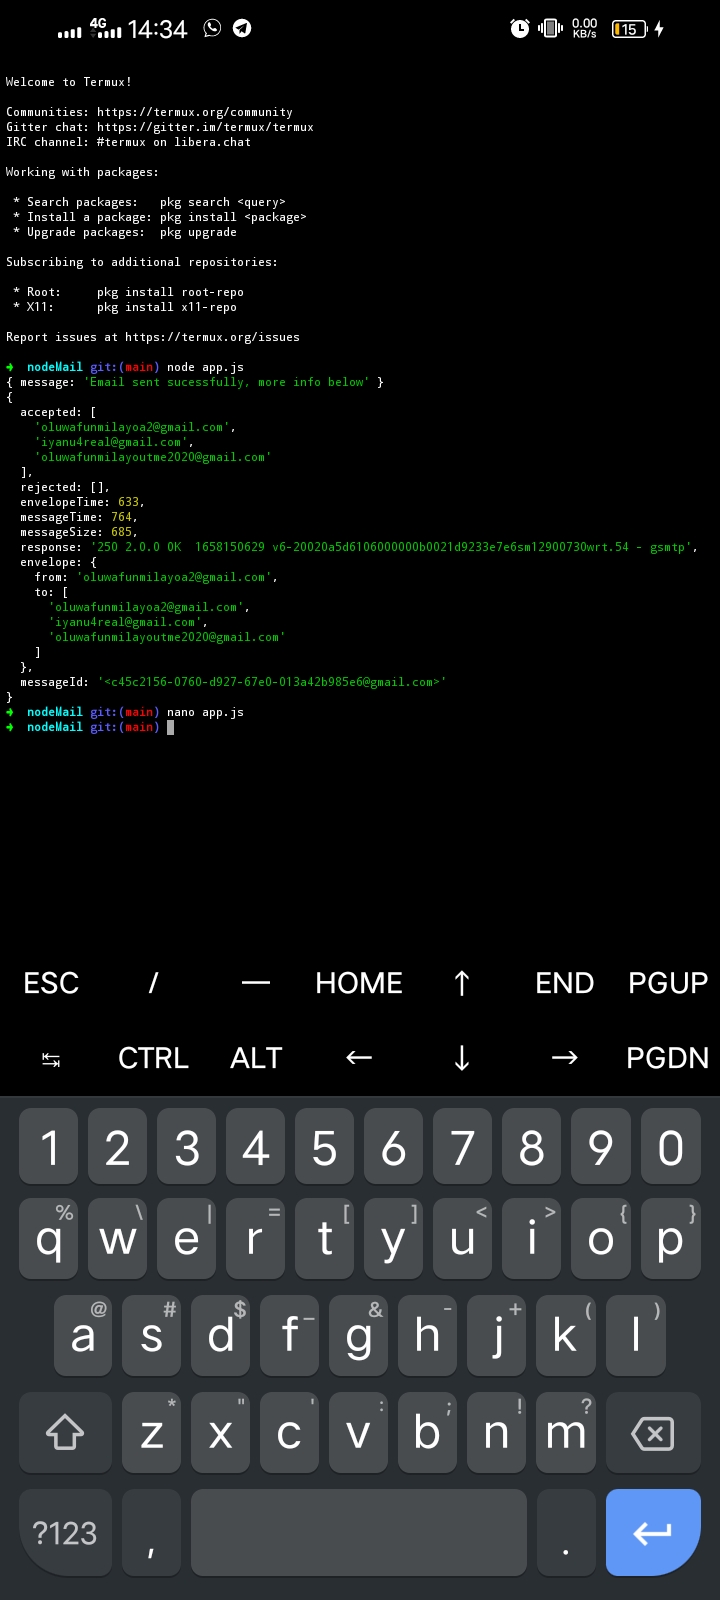 4G 14:34 0.00 KB/s 15
Welcome to Termux!
Communities: https://termux.org/community
Gitter chat: https://gitter.im/termux/termux
IRC channel: #termux on libera.chat
Working with packages:
* Search packages: pkg search <query>
* Install a package: pkg install <package>
* Upgrade packages: pkg upgrade
Subscribing to additional repositories:
* Root: pkg install root-repo
* X11: pkg install x11-repo
Report issues at https://termux.org/issues
➜ nodeMail git:(main) node app.js
{ message: 'Email sent sucessfully, more info below' }
{
accepted: [
'oluwafunmilayoa2@gmail.com',
'iyanu4real@gmail.com',
'oluwafunmilayoutme2020@gmail.com'
],
rejected: [],
envelopeTime: 633,
messageTime: 764,
messageSize: 685,
response: '250 2.0.0 OK  1658150629 v6-20020a5d6106000000b0021d9233e7e6sm12900730wrt.54 - gsmtp',
envelope: {
from: 'oluwafunmilayoa2@gmail.com',
to: [
'oluwafunmilayoa2@gmail.com',
'iyanu4real@gmail.com',
'oluwafunmilayoutme2020@gmail.com'
]
},
messageId: '<c45c2156-0760-d927-67e0-013a42b985e6@gmail.com>'
}
➜ nodeMail git:(main) nano app.js
➜ nodeMail git:(main)
ESC / — HOME ↑ END PGUP
↹ CTRL ALT ← ↓ → PGDN
1 2 3 4 5 6 7 8 9 0
% \ | = [ ] < > { }
q w e r t y u i o p
@ # $ _ & - + ( )
a s d f g h j k l
* " ' : ; ! ?
z x c v b n m
?123 , .